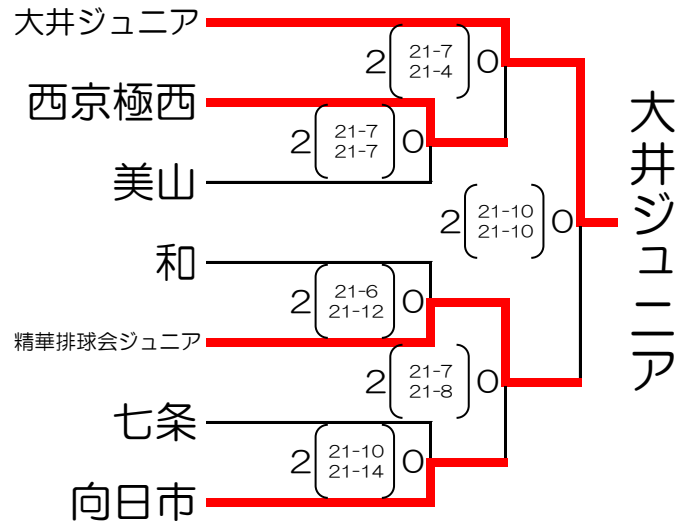 大井ジュニア
2 21-7 0
21-4
西京極西
2 21-7 0
21-7
美山
2 21-10 0
21-10
和
2 21-6 0
21-12
精華排球会ジュニア
2 21-7 0
21-8
七条
2 21-10 0
21-14
向日市
大井ジュニア